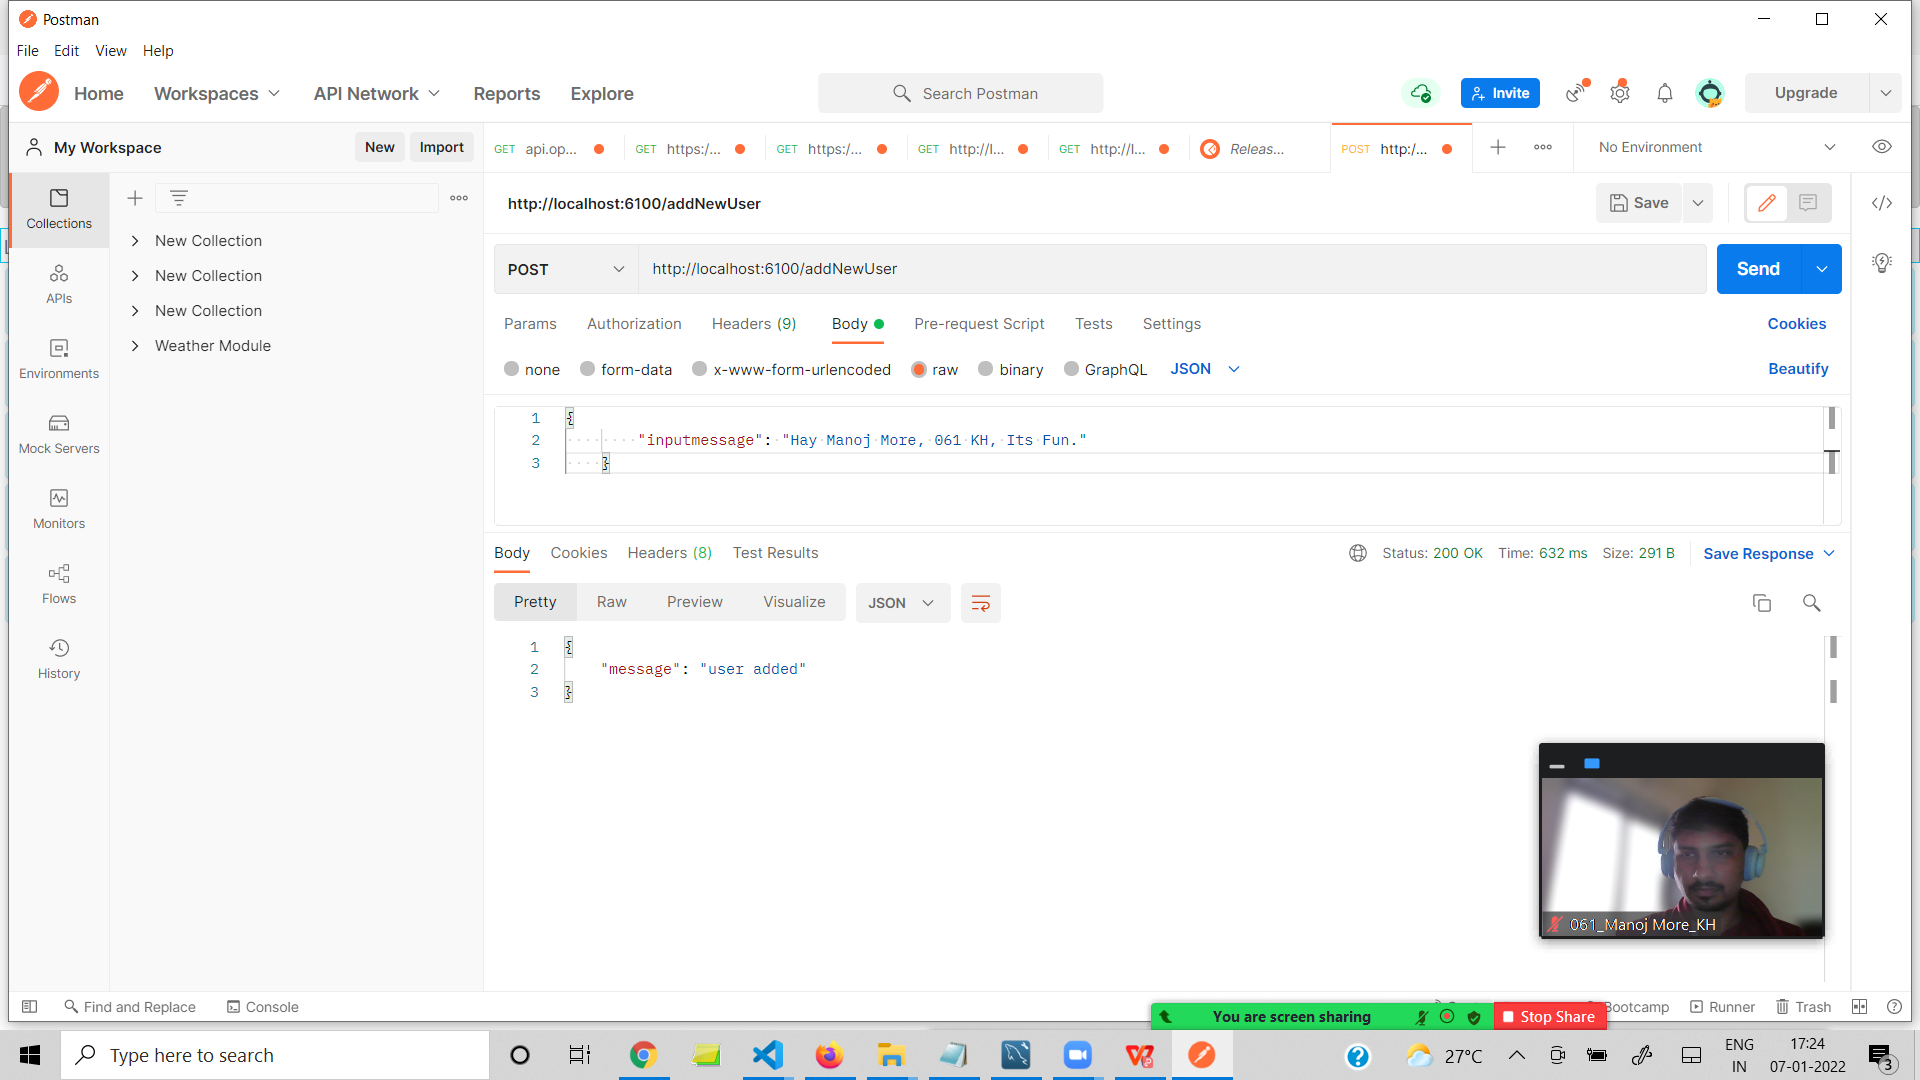 Postman
File Edit View Help
Home Workspaces API Network Reports Explore
Search Postman
Invite
Upgrade
My Workspace
New Import
GET api.op...
GET https:/...
GET https:/...
GET http://l...
GET http://l...
Releas...
POST http:/...
No Environment
Collections
APIs
Environments
Mock Servers
Monitors
Flows
History
New Collection
New Collection
New Collection
Weather Module
http://localhost:6100/addNewUser
Save
POST http://localhost:6100/addNewUser
Send
Params Authorization Headers (9) Body Pre-request Script Tests Settings Cookies
none form-data x-www-form-urlencoded raw binary GraphQL JSON Beautify
1 {
2 "inputmessage": "Hay Manoj More, 061 KH, Its Fun."
3 }
Body Cookies Headers (8) Test Results
Status: 200 OK Time: 632 ms Size: 291 B Save Response
Pretty Raw Preview Visualize JSON
1 {
2 "message": "user added"
3 }
061_Manoj More_KH
Find and Replace Console
Bootcamp Runner Trash
You are screen sharing Stop Share
Type here to search
27°C
ENG
IN
17:24
07-01-2022
3